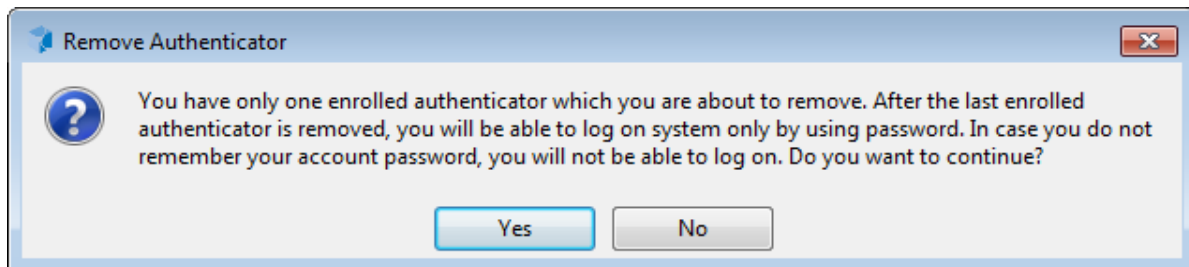 Remove Authenticator
You have only one enrolled authenticator which you are about to remove. After the last enrolled
authenticator is removed, you will be able to log on system only by using password. In case you do not
remember your account password, you will not be able to log on. Do you want to continue?
Yes
No